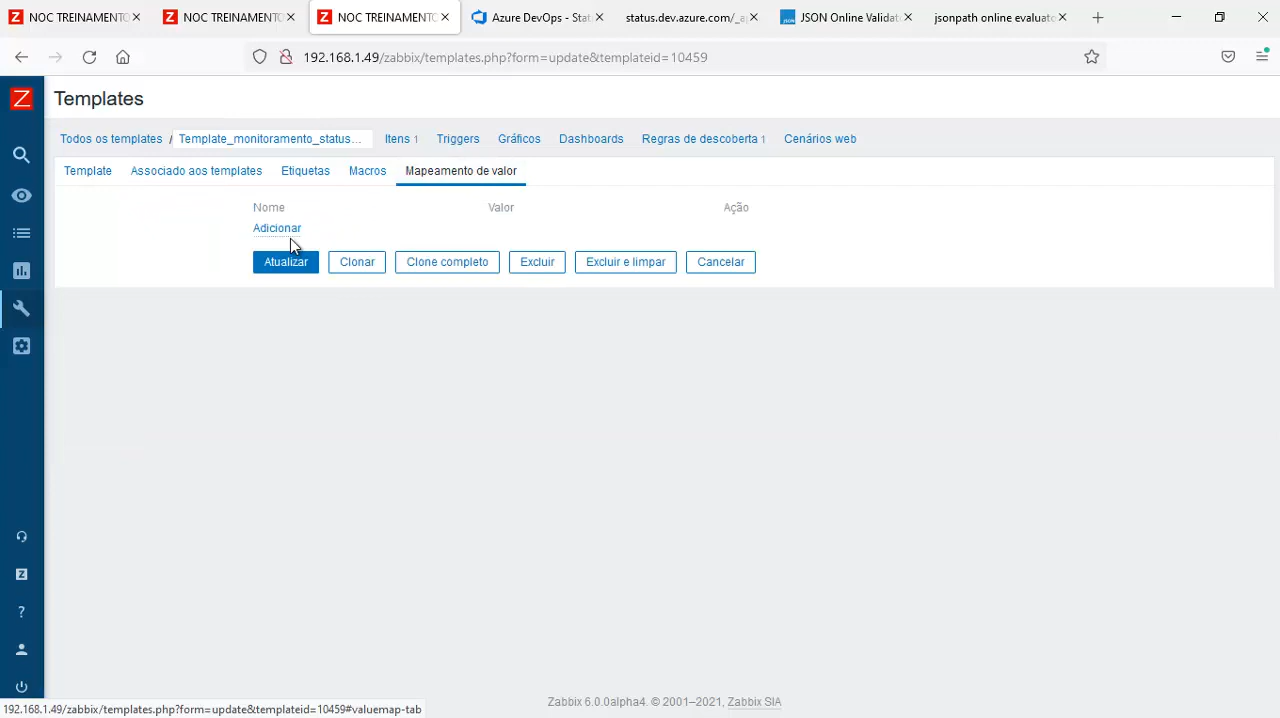 NOC TREINAMENTO
NOC TREINAMENTO
NOC TREINAMENTO
Azure DevOps - Sta
status.dev.azure.com/_a
JSON Online Validat
jsonpath online evaluato
192.168.1.49/zabbix/templates.php?form=update&templateid=10459
Z
Templates
Todos os templates / Template_monitoramento_status... Itens 1 Triggers Gráficos Dashboards Regras de descoberta 1 Cenários web
Template Associado aos templates Etiquetas Macros Mapeamento de valor
Nome Valor Ação
Adicionar
Atualizar Clonar Clone completo Excluir Excluir e limpar Cancelar
Z
?
Zabbix 6.0.0alpha4. © 2001–2021, Zabbix SIA
192.168.1.49/zabbix/templates.php?form=update&templateid=10459#valuemap-tab